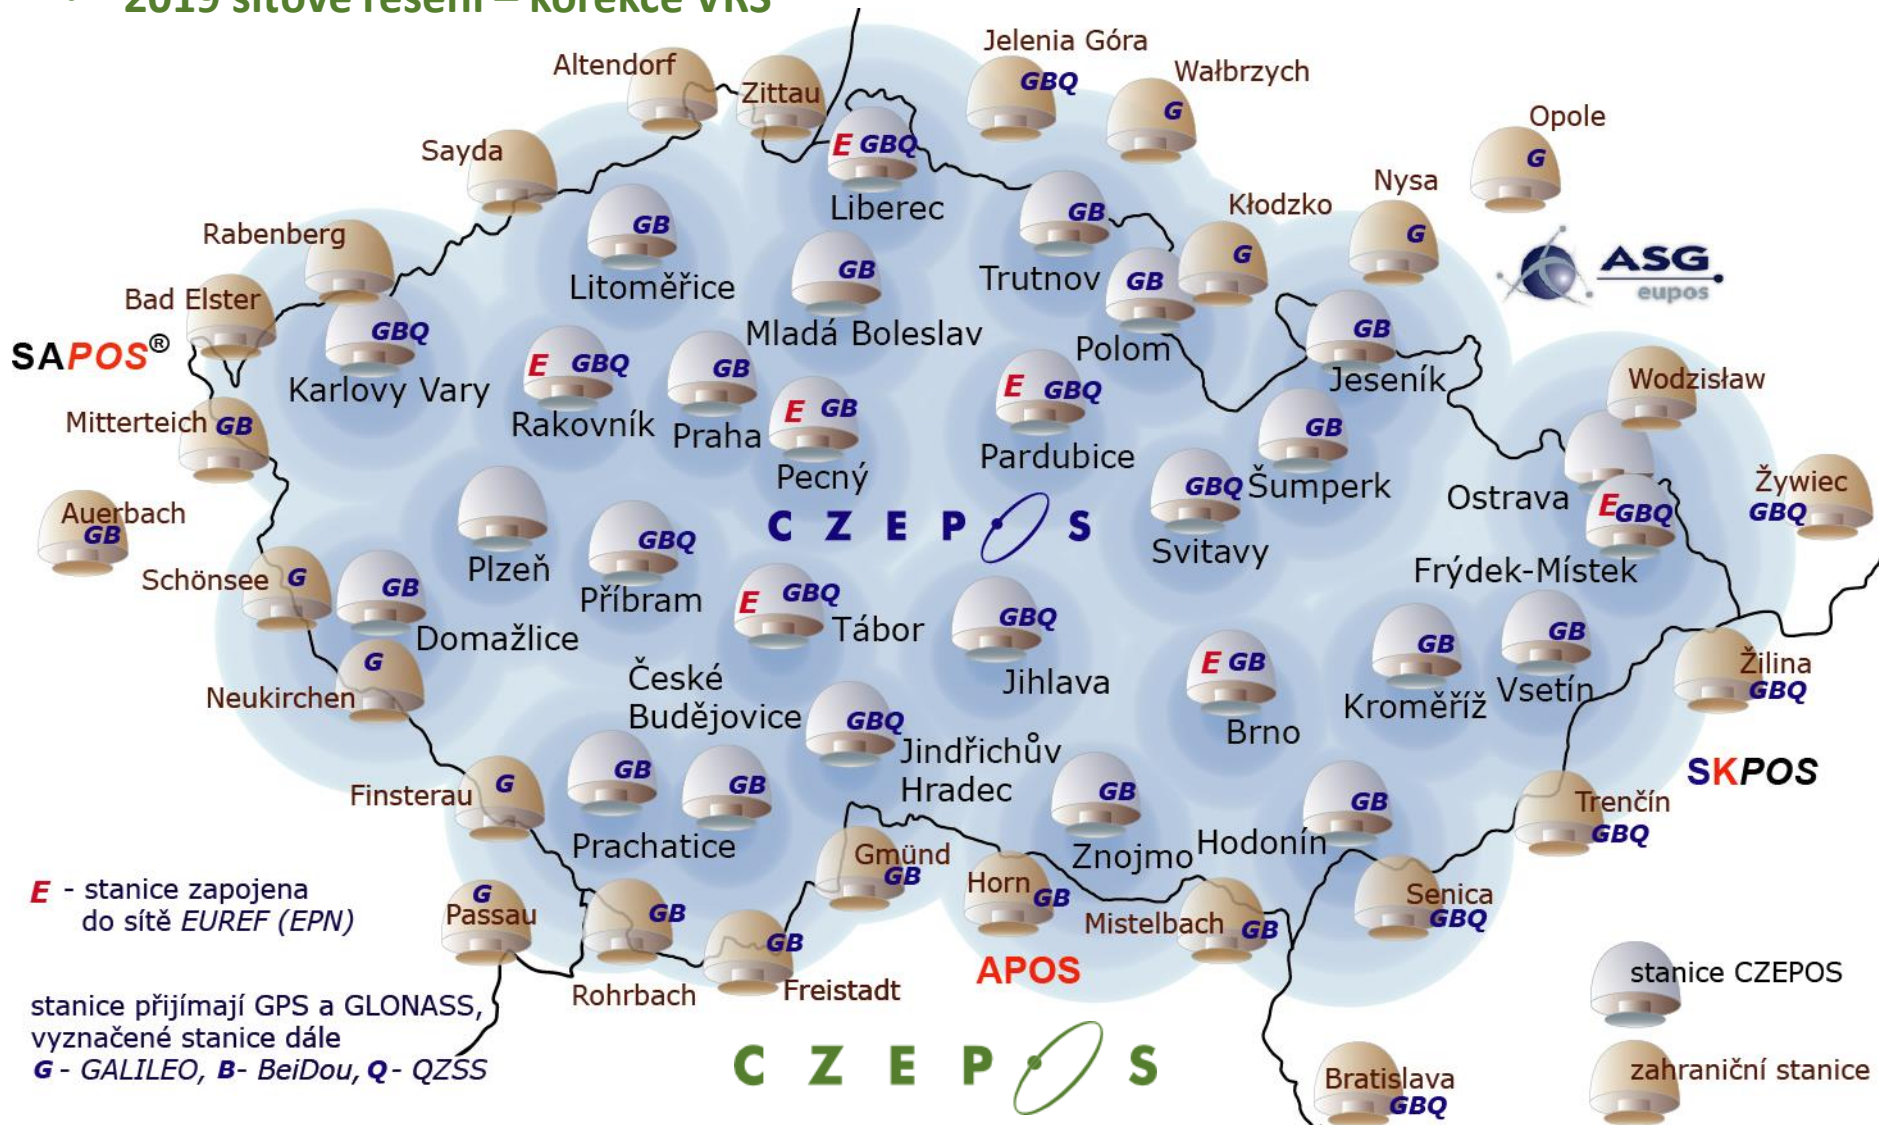 2019 síťové řešení – korekce VRS
Altendorf
Zittau
Jelenia Góra
GBQ
Wałbrzych
G
Opole
G
Sayda
E GBQ
Liberec
Nysa
G
Rabenberg
GB
Litoměřice
GB
Trutnov
Kłodzko
G
ASG
eupos
Bad Elster
GBQ
Karlovy Vary
GB
Mladá Boleslav
GB
Polom
GB
Jeseník
SAPOS®
E GBQ
Rakovník
GB
Praha
E GB
Pecný
E GBQ
Pardubice
GB
Šumperk
Wodzisław
Mitterteich GB
GBQ
Svitavy
Ostrava
E GBQ
Frýdek-Místek
Żywiec
GBQ
Auerbach
GB
Plzeň
GBQ
Příbram
CZEPOS
Schönsee G
GB
Domažlice
E GBQ
Tábor
GBQ
Jihlava
E GB
Brno
GB
Kroměříž
GB
Vsetín
Žilina
GBQ
Neukirchen
G
České
Budějovice
GBQ
Jindřichův
Hradec
SKPOS
Finsterau G
GB
Prachatice
GB
GB
Znojmo
GB
Hodonín
Trenčín
GBQ
Gmünd
GB
Horn
GB
Mistelbach GB
Senica
GBQ
E - stanice zapojena
do sítě EUREF (EPN)
G
Passau
GB
Rohrbach
GB
Freistadt
APOS
stanice CZEPOS
stanice přijímají GPS a GLONASS,
vyznačené stanice dále
G - GALILEO, B - BeiDou, Q - QZSS
CZEPOS
Bratislava
GBQ
zahraniční stanice